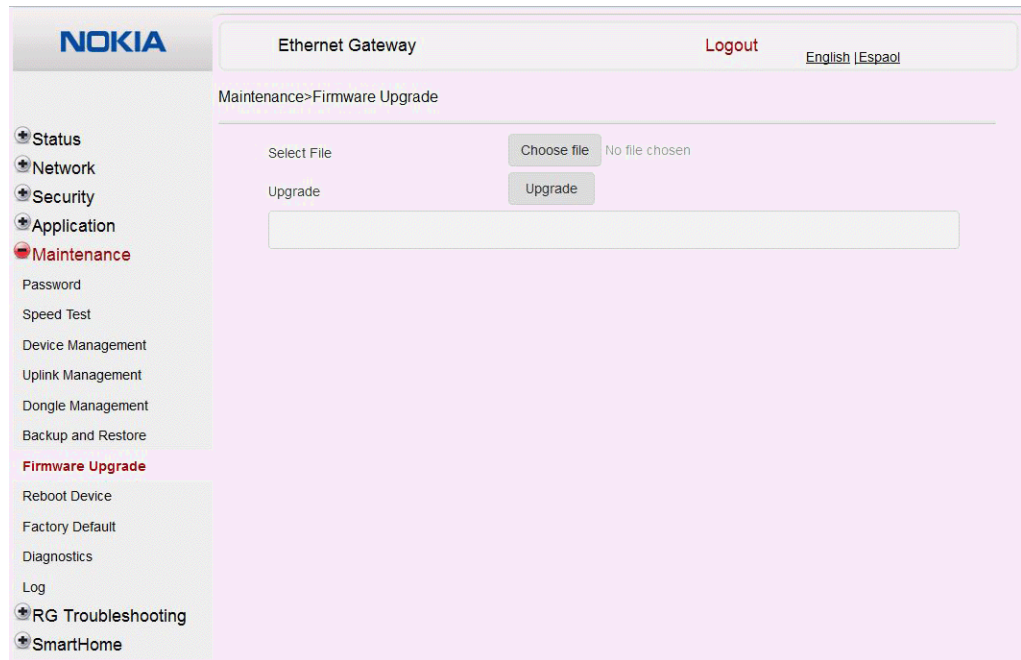 NOKIA
Ethernet Gateway
Logout
English | Espaol
Maintenance>Firmware Upgrade
Status
Network
Security
Application
Maintenance
Password
Speed Test
Device Management
Uplink Management
Dongle Management
Backup and Restore
Firmware Upgrade
Reboot Device
Factory Default
Diagnostics
Log
RG Troubleshooting
SmartHome
Select File
Choose file No file chosen
Upgrade
Upgrade